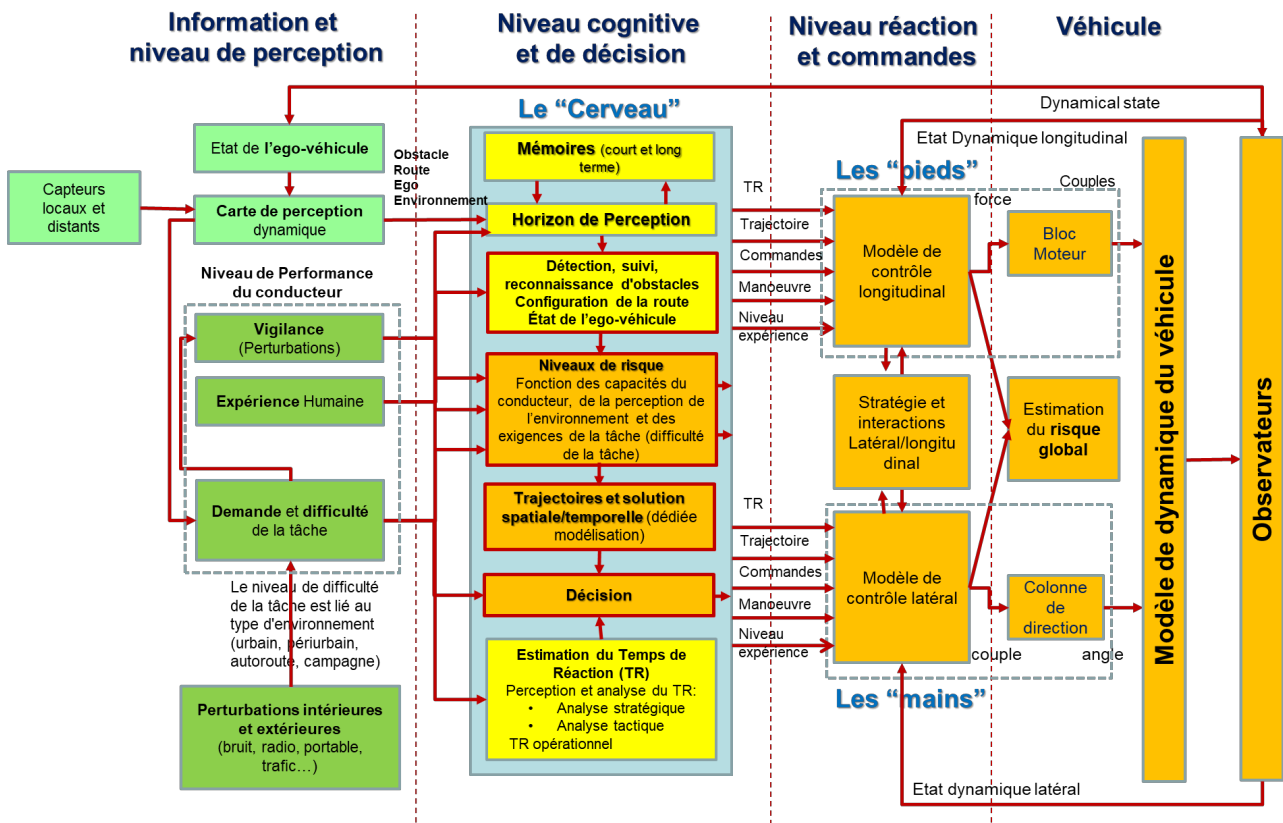 Information et
niveau de perception
Niveau cognitive
et de décision
Niveau réaction
et commandes
Véhicule
Le “Cerveau”
Dynamical state
Etat Dynamique longitudinal
Etat de l’ego-véhicule
Obstacle
Route
Ego
Environnement
Capteurs
locaux et
distants
Carte de perception
dynamique
Mémoires (court et long
terme)
Horizon de Perception
Détection, suivi,
reconnaissance d'obstacles
Configuration de la route
État de l’ego-véhicule
Niveau de Performance
du conducteur
Vigilance
(Perturbations)
Expérience Humaine
Demande et difficulté
de la tâche
Le niveau de difficulté
de la tâche est lié au
type d'environnement
(urbain, périurbain,
autoroute, campagne)
Perturbations intérieures
et extérieures
(bruit, radio, portable,
trafic…)
Niveaux de risque
Fonction des capacités du
conducteur, de la perception de
l’environnement et des
exigences de la tâche (difficulté
de la tâche)
Trajectoires et solution
spatiale/temporelle (dédiée
modélisation)
Décision
Estimation du Temps de
Réaction (TR)
Perception et analyse du TR:
• Analyse stratégique
• Analyse tactique
TR opérationnel
TR
Trajectoire
Commandes
Manoeuvre
Niveau
expérience
Les “pieds”
Couples
force
Modèle de
contrôle
longitudinal
Bloc
Moteur
Stratégie et
interactions
Latéral/longitu
dinal
Estimation
du risque
global
TR
Trajectoire
Commandes
Manoeuvre
Niveau
expérience
Modèle de
contrôle latéral
Colonne de
direction
couple
angle
Les “mains”
Etat dynamique latéral
Modèle de dynamique du véhicule
Observateurs